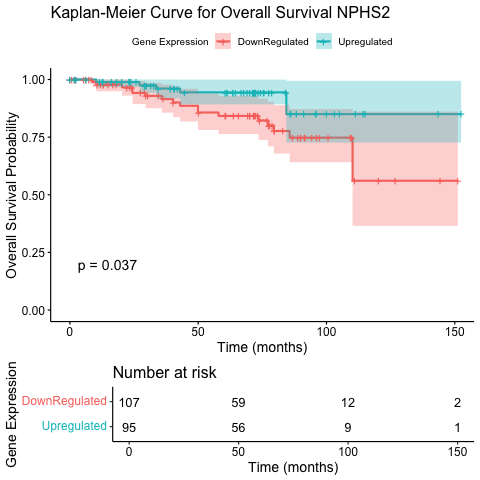 Kaplan-Meier Curve for Overall Survival NPHS2
Gene Expression DownRegulated Upregulated
Overall Survival Probability
1.00
0.75
0.50
0.25
0.00
p = 0.037
0 50 100 150
Time (months)
Number at risk
Gene Expression
DownRegulated 107 59 12 2
Upregulated 95 56 9 1
0 50 100 150
Time (months)